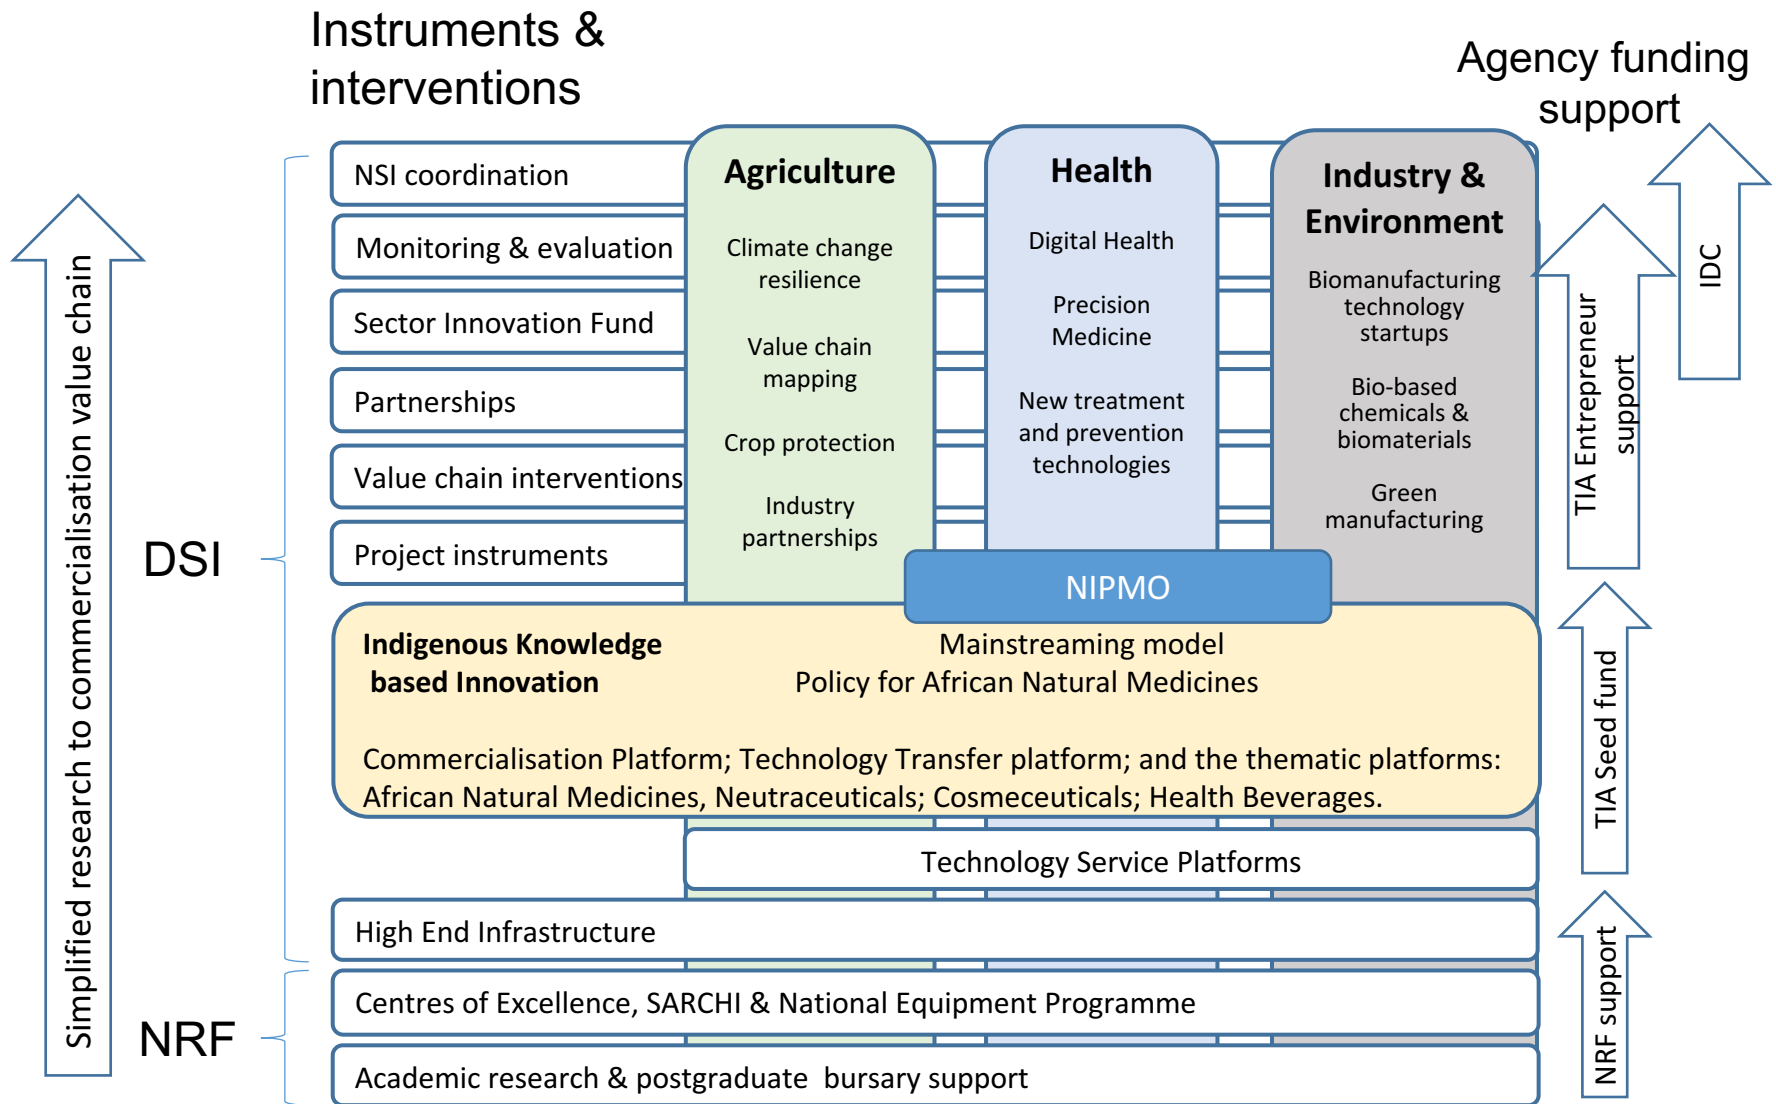 Instruments &
interventions
Agency funding
support
Simplified research to commercialisation value chain
DSI
NRF
NSI coordination
Monitoring & evaluation
Sector Innovation Fund
Partnerships
Value chain interventions
Project instruments
Agriculture
Climate change
resilience
Value chain
mapping
Crop protection
Industry
partnerships
Health
Digital Health
Precision
Medicine
New treatment
and prevention
technologies
Industry &
Environment
Biomanufacturing
technology
startups
Bio-based
chemicals &
biomaterials
Green
manufacturing
NIPMO
Indigenous Knowledge
based Innovation
Mainstreaming model
Policy for African Natural Medicines
Commercialisation Platform; Technology Transfer platform; and the thematic platforms:
African Natural Medicines, Neutraceuticals; Cosmeceuticals; Health Beverages.
Technology Service Platforms
High End Infrastructure
Centres of Excellence, SARCHI & National Equipment Programme
Academic research & postgraduate bursary support
IDC
TIA Entrepreneur
support
TIA Seed fund
NRF support